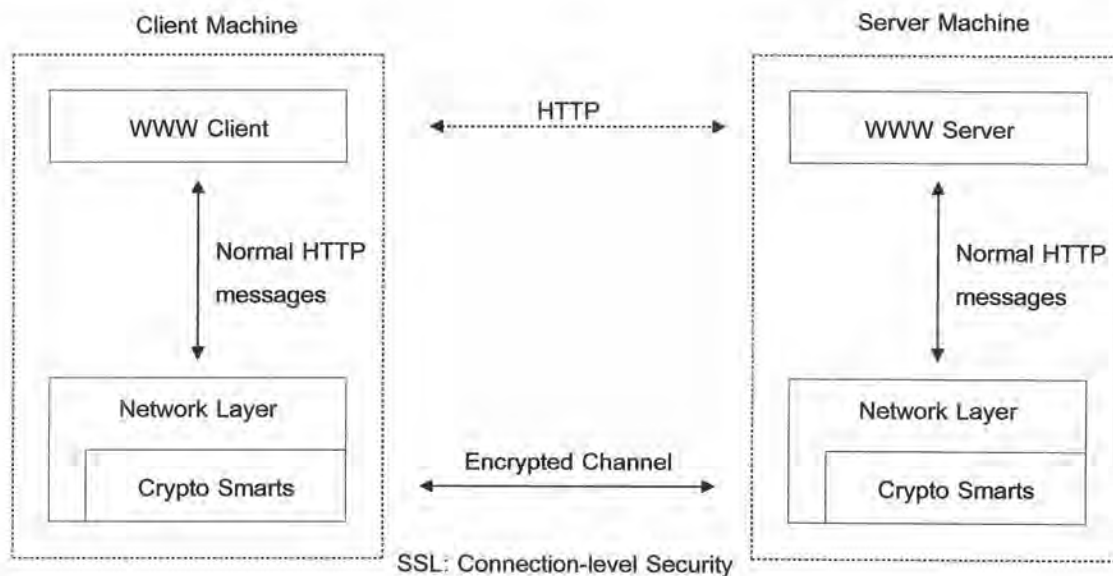 Client Machine
Server Machine
WWW Client
HTTP
WWW Server
Normal HTTP
messages
Normal HTTP
messages
Network Layer
Crypto Smarts
Encrypted Channel
Network Layer
Crypto Smarts
SSL: Connection-level Security